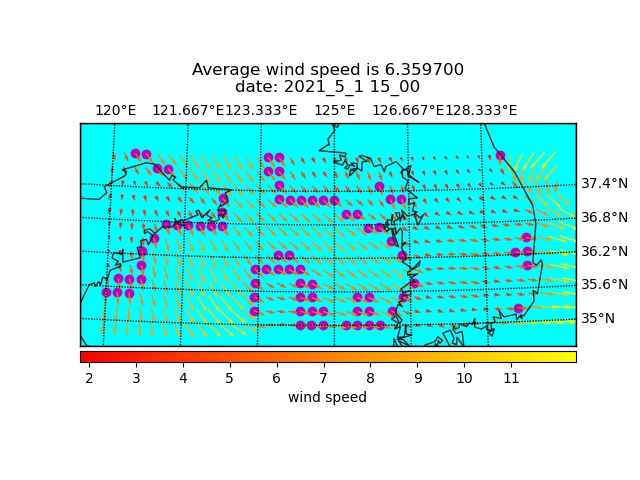 Average wind speed is 6.359700
date: 2021_5_1 15_00
120°E 121.667°E 123.333°E 125°E 126.667°E 128.333°E
37.4°N
36.8°N
36.2°N
35.6°N
35°N
2 3 4 5 6 7 8 9 10 11
wind speed